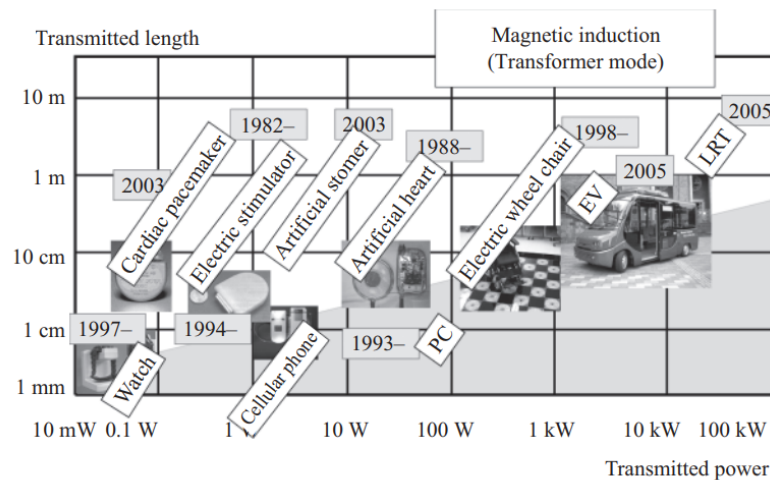 Transmitted length
Magnetic induction
(Transformer mode)
10 m
1 m
10 cm
1 cm
1 mm
2003
Cardiac pacemaker
1982–
Electric stimulator
2003
Artificial stomer
1988–
Artificial heart
Electric wheel chair
1998–
EV
2005
LRT
2005
1997–
Watch
1994–
Cellular phone
1993–
PC
10 mW
0.1 W
1 W
10 W
100 W
1 kW
10 kW
100 kW
Transmitted power